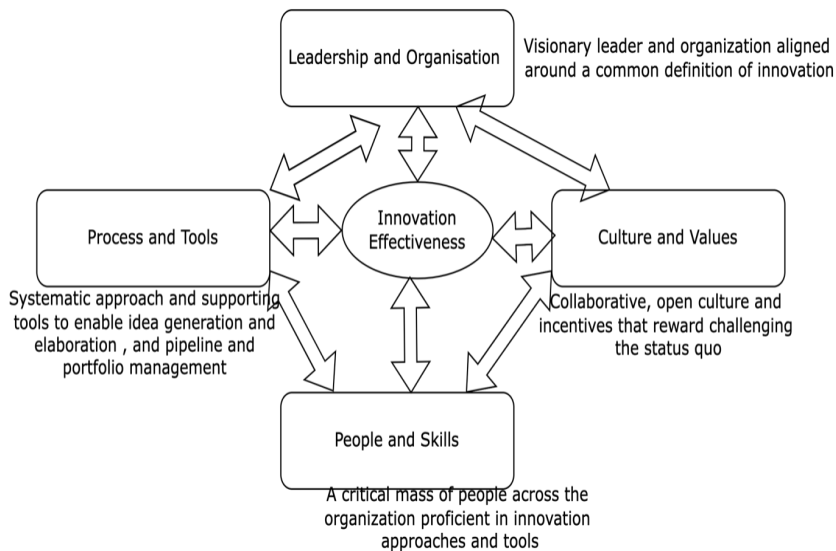 Leadership and Organisation
Visionary leader and organization aligned
around a common definition of innovation
Process and Tools
Systematic approach and supporting
tools to enable idea generation and
elaboration , and pipeline and
portfolio management
Innovation
Effectiveness
Culture and Values
Collaborative, open culture and
incentives that reward challenging
the status quo
People and Skills
A critical mass of people across the
organization proficient in innovation
approaches and tools